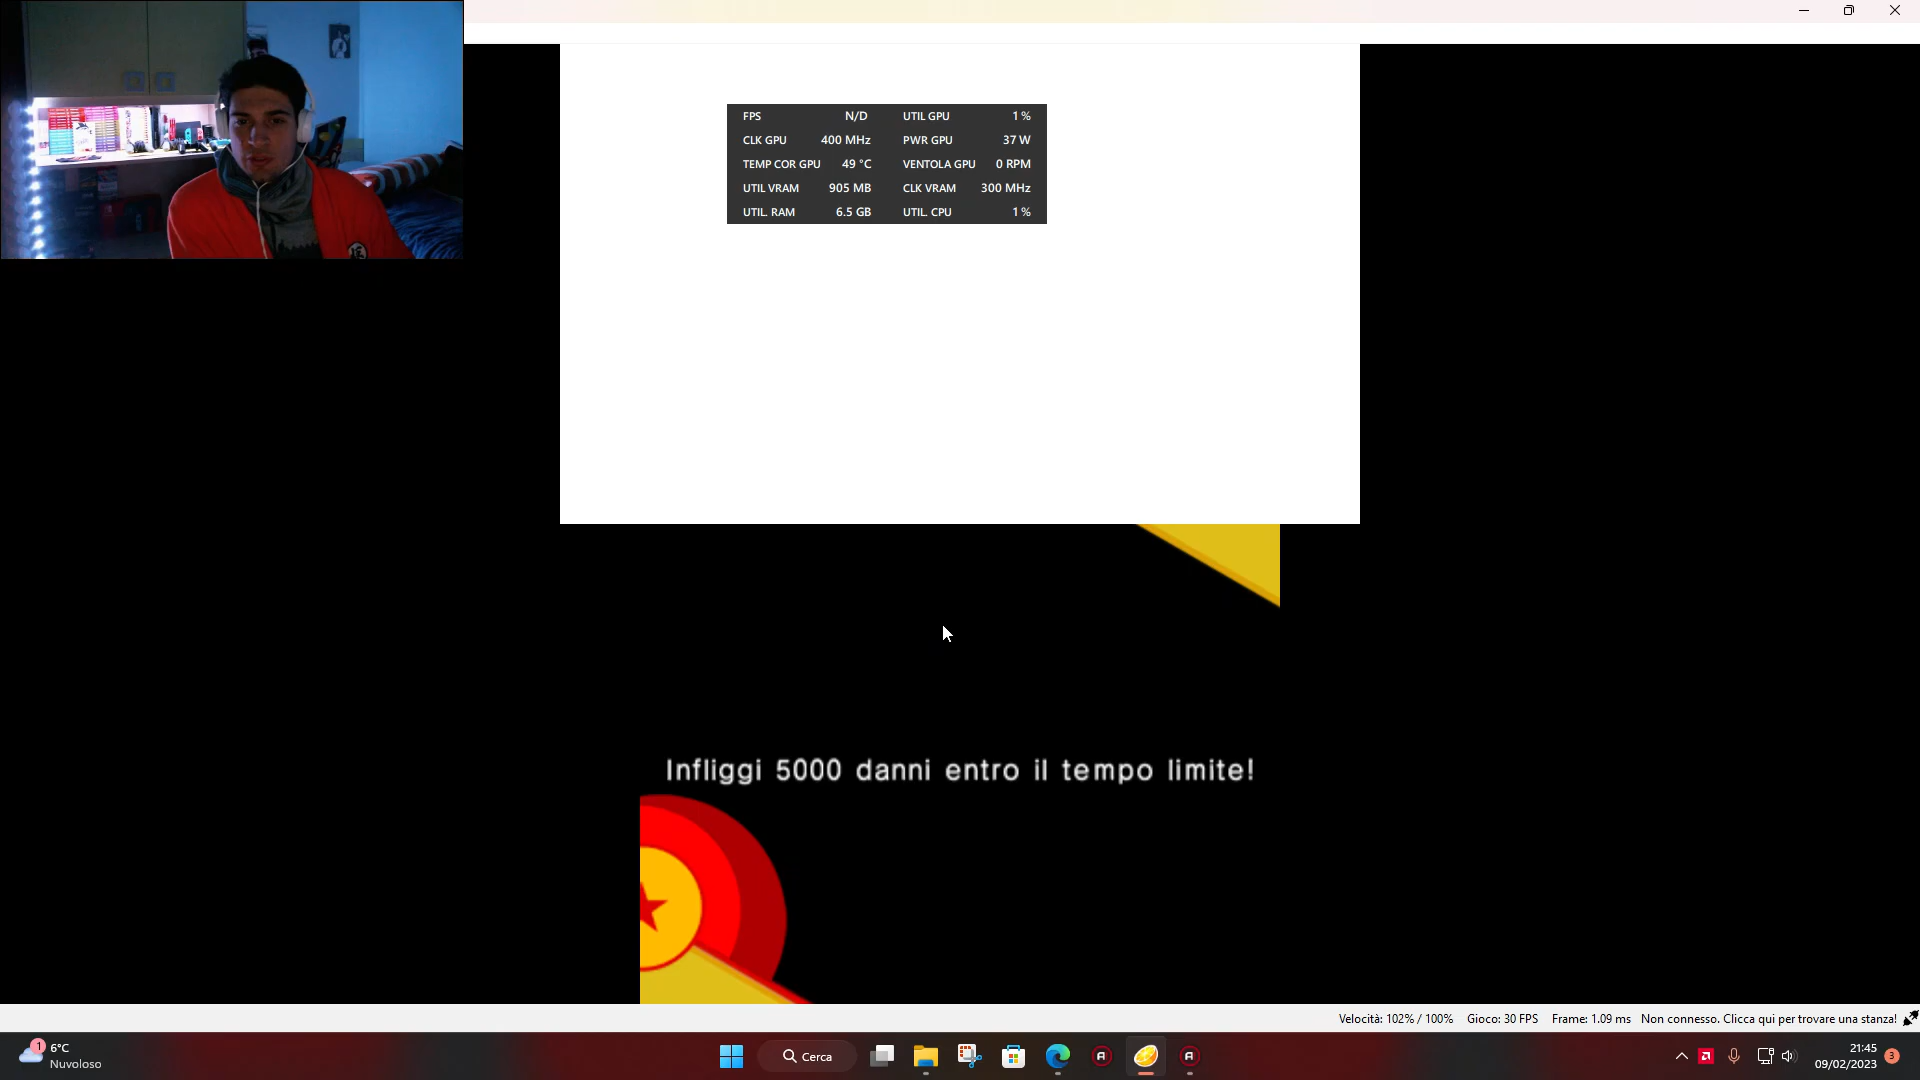 FPS N/D UTIL GPU 1 %
CLK GPU 400 MHz PWR GPU 37 W
TEMP COR GPU 49 °C VENTOLA GPU 0 RPM
UTIL VRAM 905 MB CLK VRAM 300 MHz
UTIL. RAM 6.5 GB UTIL. CPU 1 %
Infliggi 5000 danni entro il tempo limite!
Velocità: 102% / 100% Gioco: 30 FPS Frame: 1.09 ms Non connesso. Clicca qui per trovare una stanza!
1 6°C
Nuvoloso
Cerca
21:45
09/02/2023
3